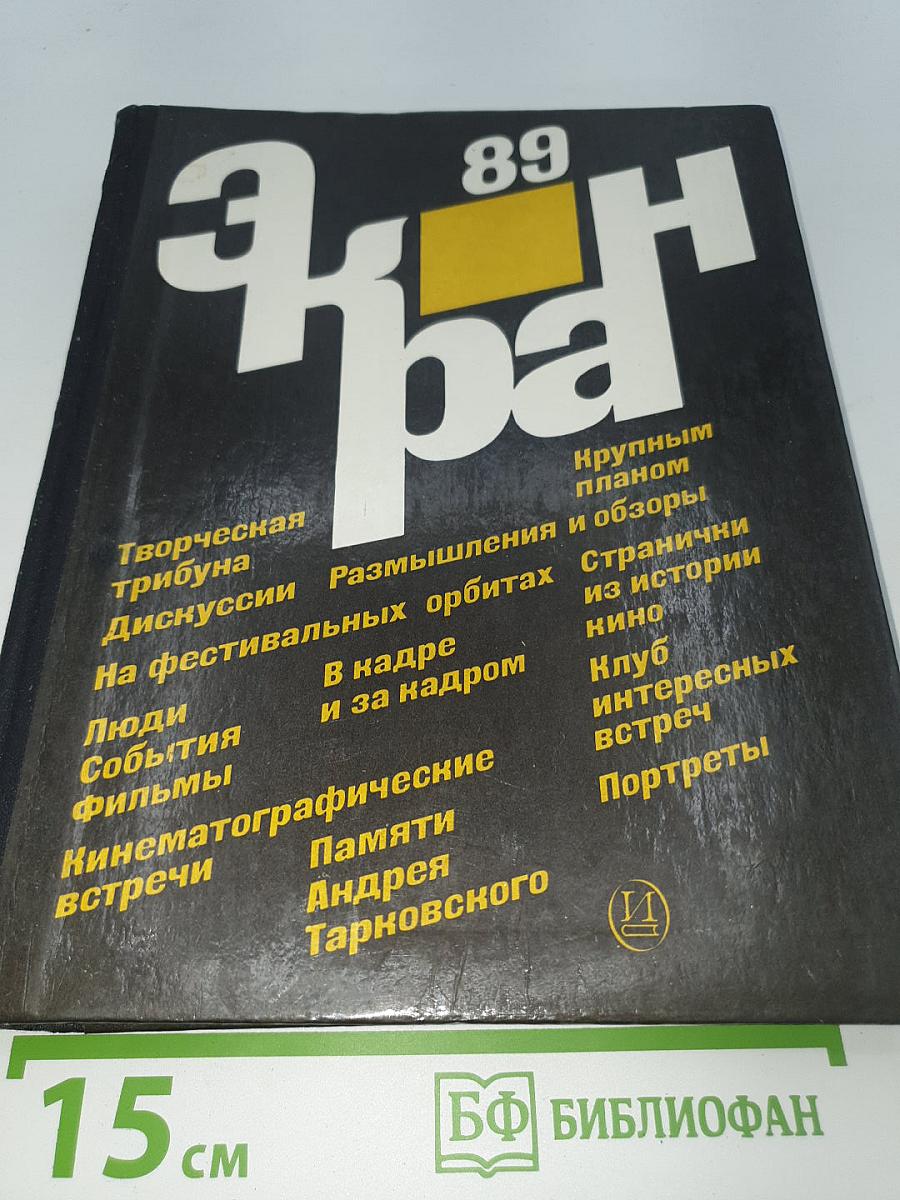 89
экран
Крупным
планом
Творческая
трибуна
Размышления и обзоры
Дискуссии
Странички
из истории
кино
На фестивальных орбитах
В кадре
и за кадром
Клуб
интересных
встреч
Люди
События
Фильмы
Портреты
Кинематографические
встречи
Памяти
Андрея
Тарковского
И
15 см
БФ БИБЛИОФАН